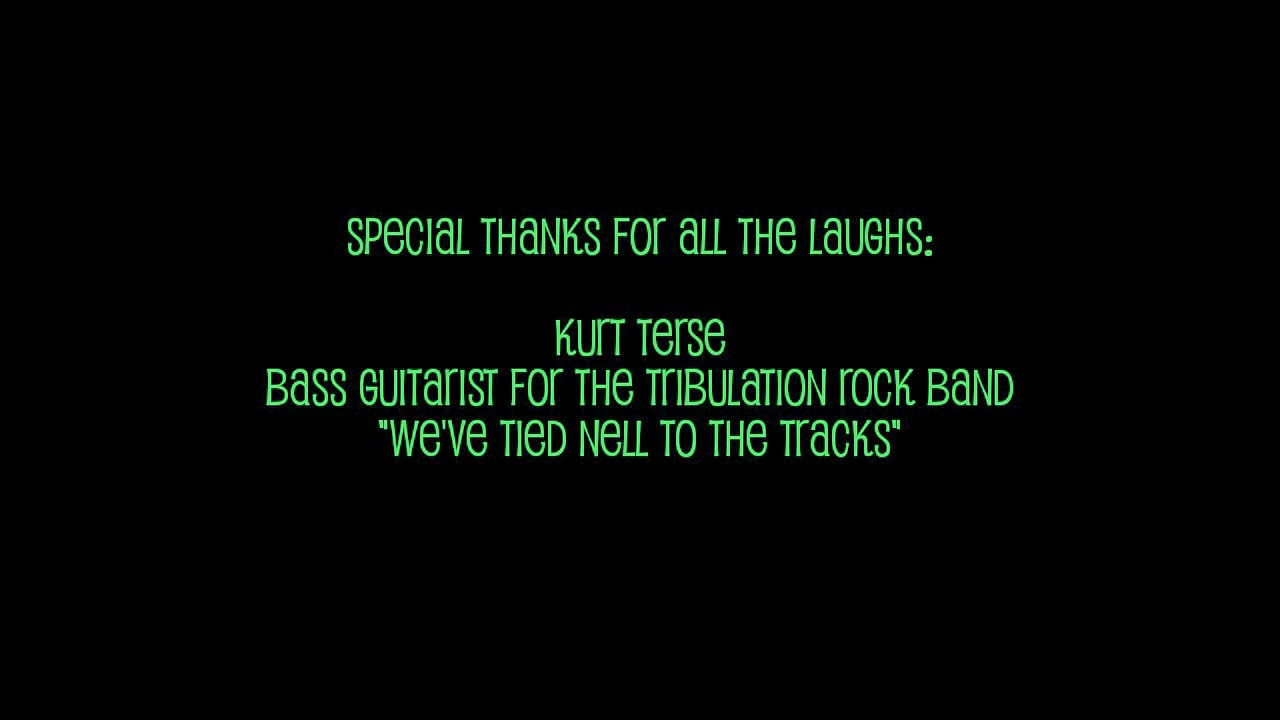 SPECIAL THANKS FOR ALL THE LAUGHS:
KURT TERSE
BASS GUITARIST FOR THE TRIBULATION ROCK BAND
"WE'VE TIED NELL TO THE TRACKS"